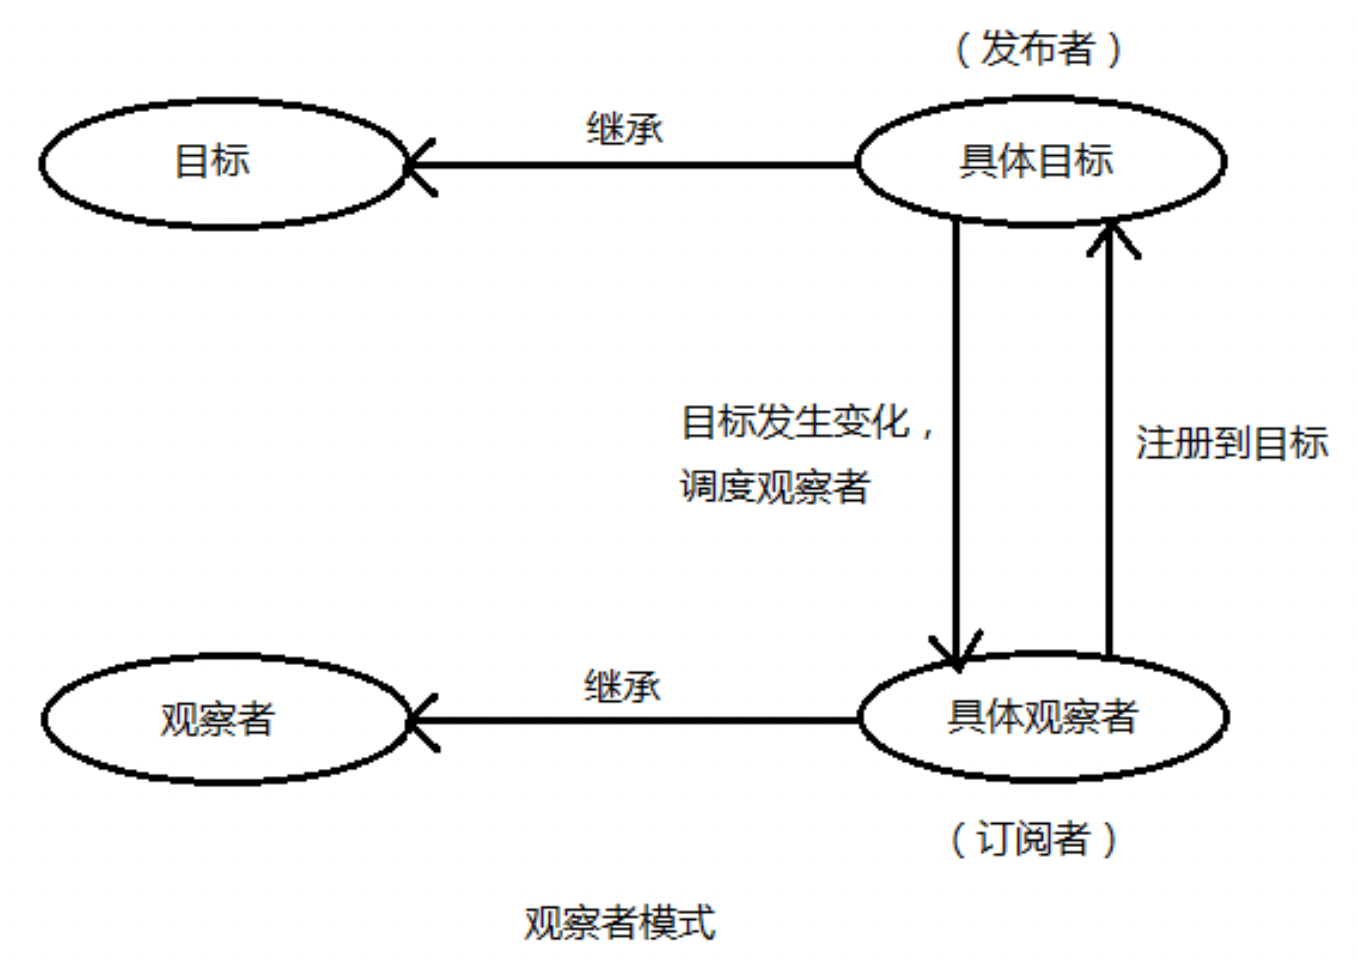 （发布者）
继承
目标
具体目标
目标发生变化，
调度观察者
注册到目标
继承
观察者
具体观察者
（订阅者）
观察者模式